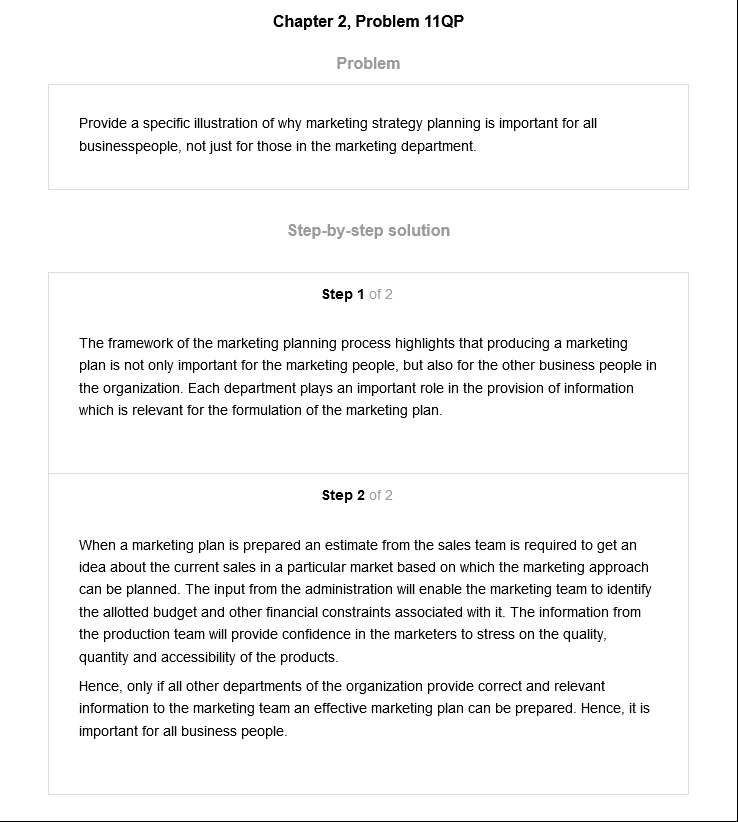 Chapter 2, Problem 11QP
Problem
Provide a specific illustration of why marketing strategy planning is important for all
businesspeople, not just for those in the marketing department.
Step-by-step solution
Step 1 of 2
The framework of the marketing planning process highlights that producing a marketing
plan is not only important for the marketing people, but also for the other business people in
the organization. Each department plays an important role in the provision of information
which is relevant for the formulation of the marketing plan.
Step 2 of 2
When a marketing plan is prepared an estimate from the sales team is required to get an
idea about the current sales in a particular market based on which the marketing approach
can be planned. The input from the administration will enable the marketing team to identify
the allotted budget and other financial constraints associated with it. The information from
the production team will provide confidence in the marketers to stress on the quality,
quantity and accessibility of the products.
Hence, only if all other departments of the organization provide correct and relevant
information to the marketing team an effective marketing plan can be prepared. Hence, it is
important for all business people.